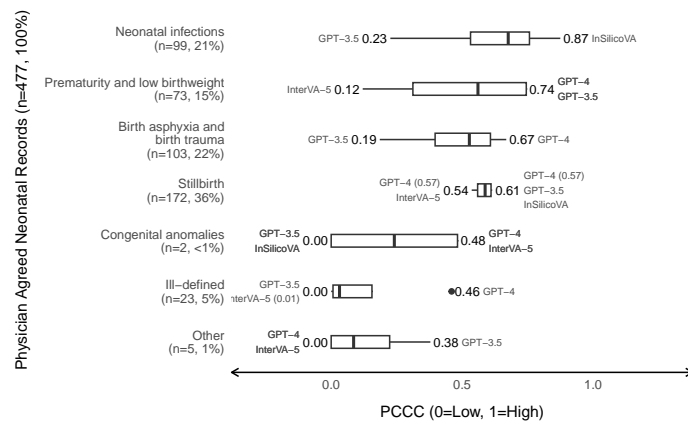 Physician Agreed Neonatal Records (n=477, 100%)
Neonatal infections
(n=99, 21%)
GPT−3.5 0.23 0.87 InSilicoVA
Prematurity and low birthweight
(n=73, 15%)
InterVA−5 0.12 0.74 GPT−4
GPT−3.5
Birth asphyxia and
birth trauma
(n=103, 22%)
GPT−3.5 0.19 0.67 GPT−4
Stillbirth
(n=172, 36%)
GPT−4 (0.57)
InterVA−5
0.54 0.61
GPT−4 (0.57)
GPT−3.5
InSilicoVA
Congenital anomalies
(n=2, <1%)
GPT−3.5
InSilicoVA
0.00 0.48
GPT−4
InterVA−5
Ill−defined
(n=23, 5%)
GPT−3.5
nterVA−5 (0.01)
0.00 0.46 GPT−4
Other
(n=5, 1%)
GPT−4
InterVA−5
0.00 0.38 GPT−3.5
0.0 0.5 1.0
PCCC (0=Low, 1=High)